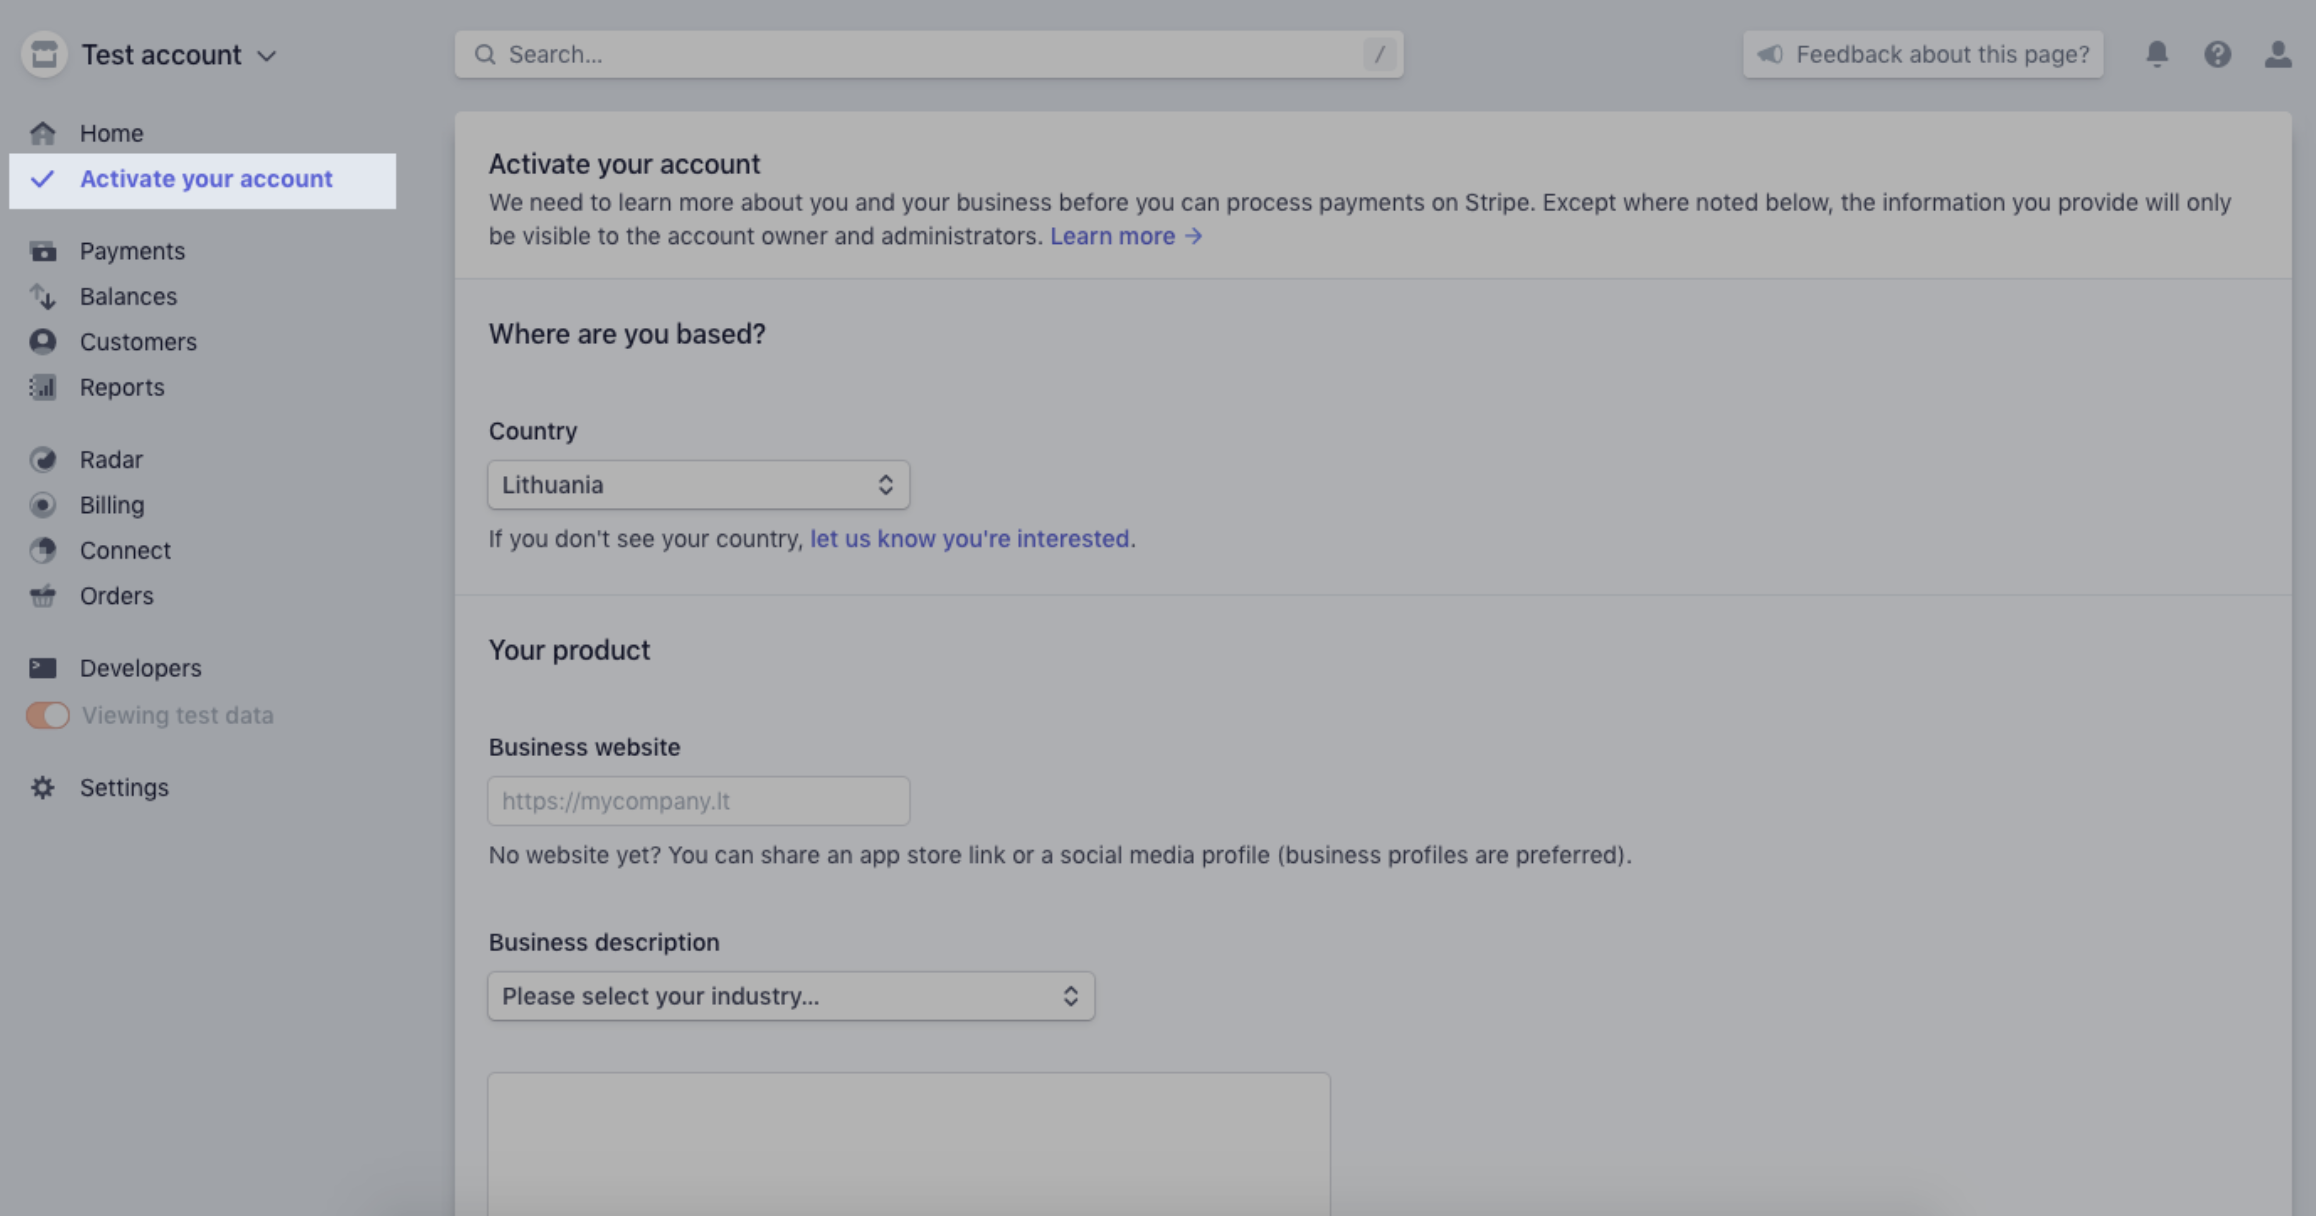 Test account
Search...
/
Feedback about this page?
Home
Activate your account
Payments
Balances
Customers
Reports
Radar
Billing
Connect
Orders
Developers
Viewing test data
Settings
Activate your account
We need to learn more about you and your business before you can process payments on Stripe. Except where noted below, the information you provide will only
be visible to the account owner and administrators. Learn more →
Where are you based?
Country
Lithuania
If you don't see your country, let us know you're interested.
Your product
Business website
https://mycompany.lt
No website yet? You can share an app store link or a social media profile (business profiles are preferred).
Business description
Please select your industry...